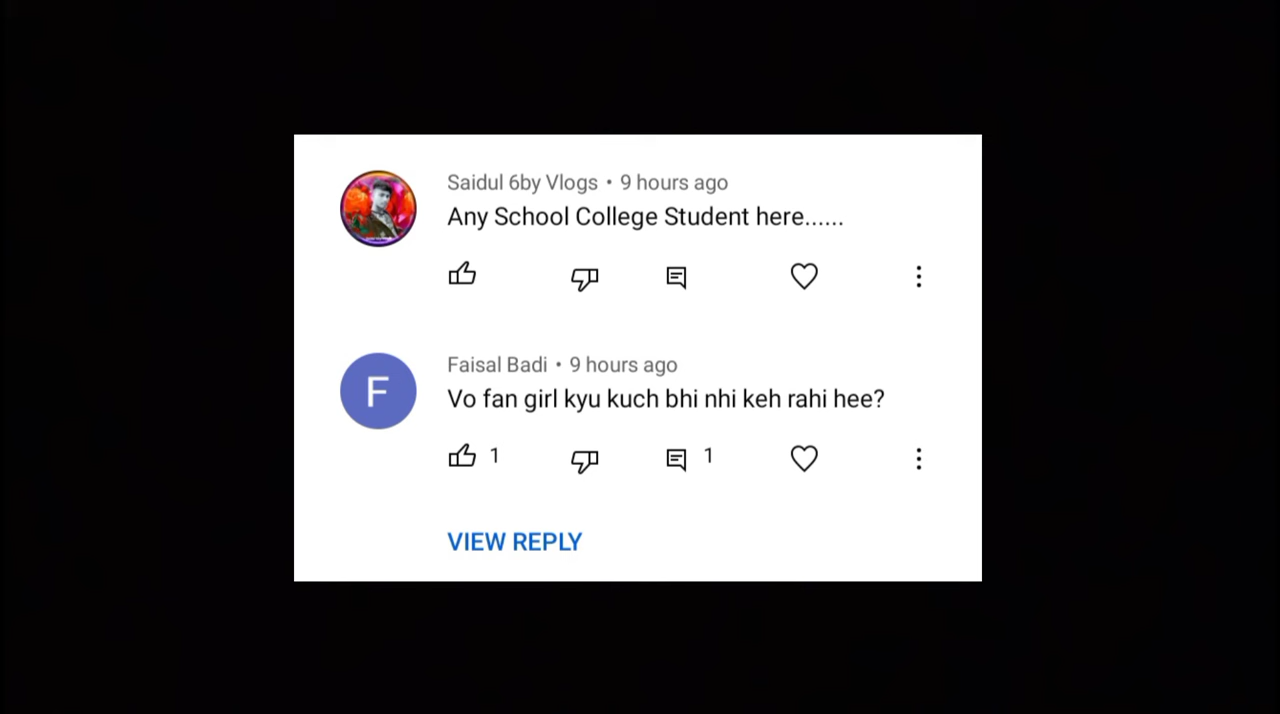 Saidul 6by Vlogs • 9 hours ago
Any School College Student here......
F
Faisal Badi • 9 hours ago
Vo fan girl kyu kuch bhi nhi keh rahi hee?
1 1
VIEW REPLY